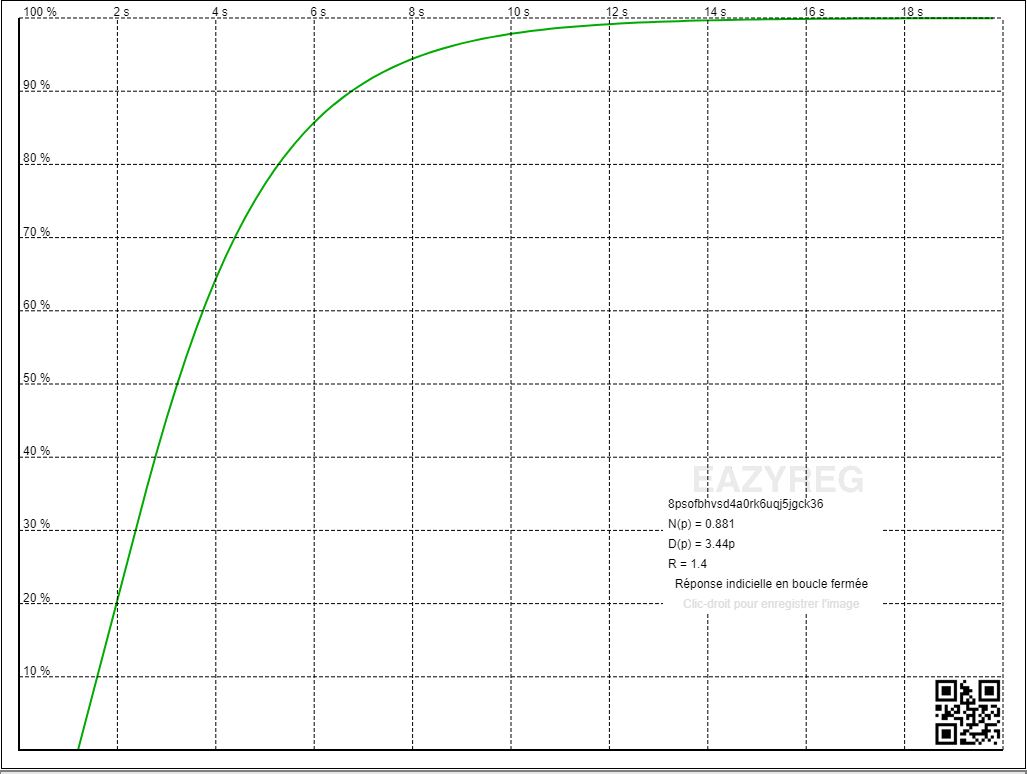 100 % 2 s 4 s 6 s 8 s 10 s 12 s 14 s 16 s 18 s
90 %
80 %
70 %
60 %
50 %
40 %
30 %
20 %
10 %
EAZYREG
8psofbhvsd4a0rk6uqj5jgck36
N(p) = 0.881
D(p) = 3.44p
R = 1.4
Réponse indicielle en boucle fermée
Clic-droit pour enregistrer l'image